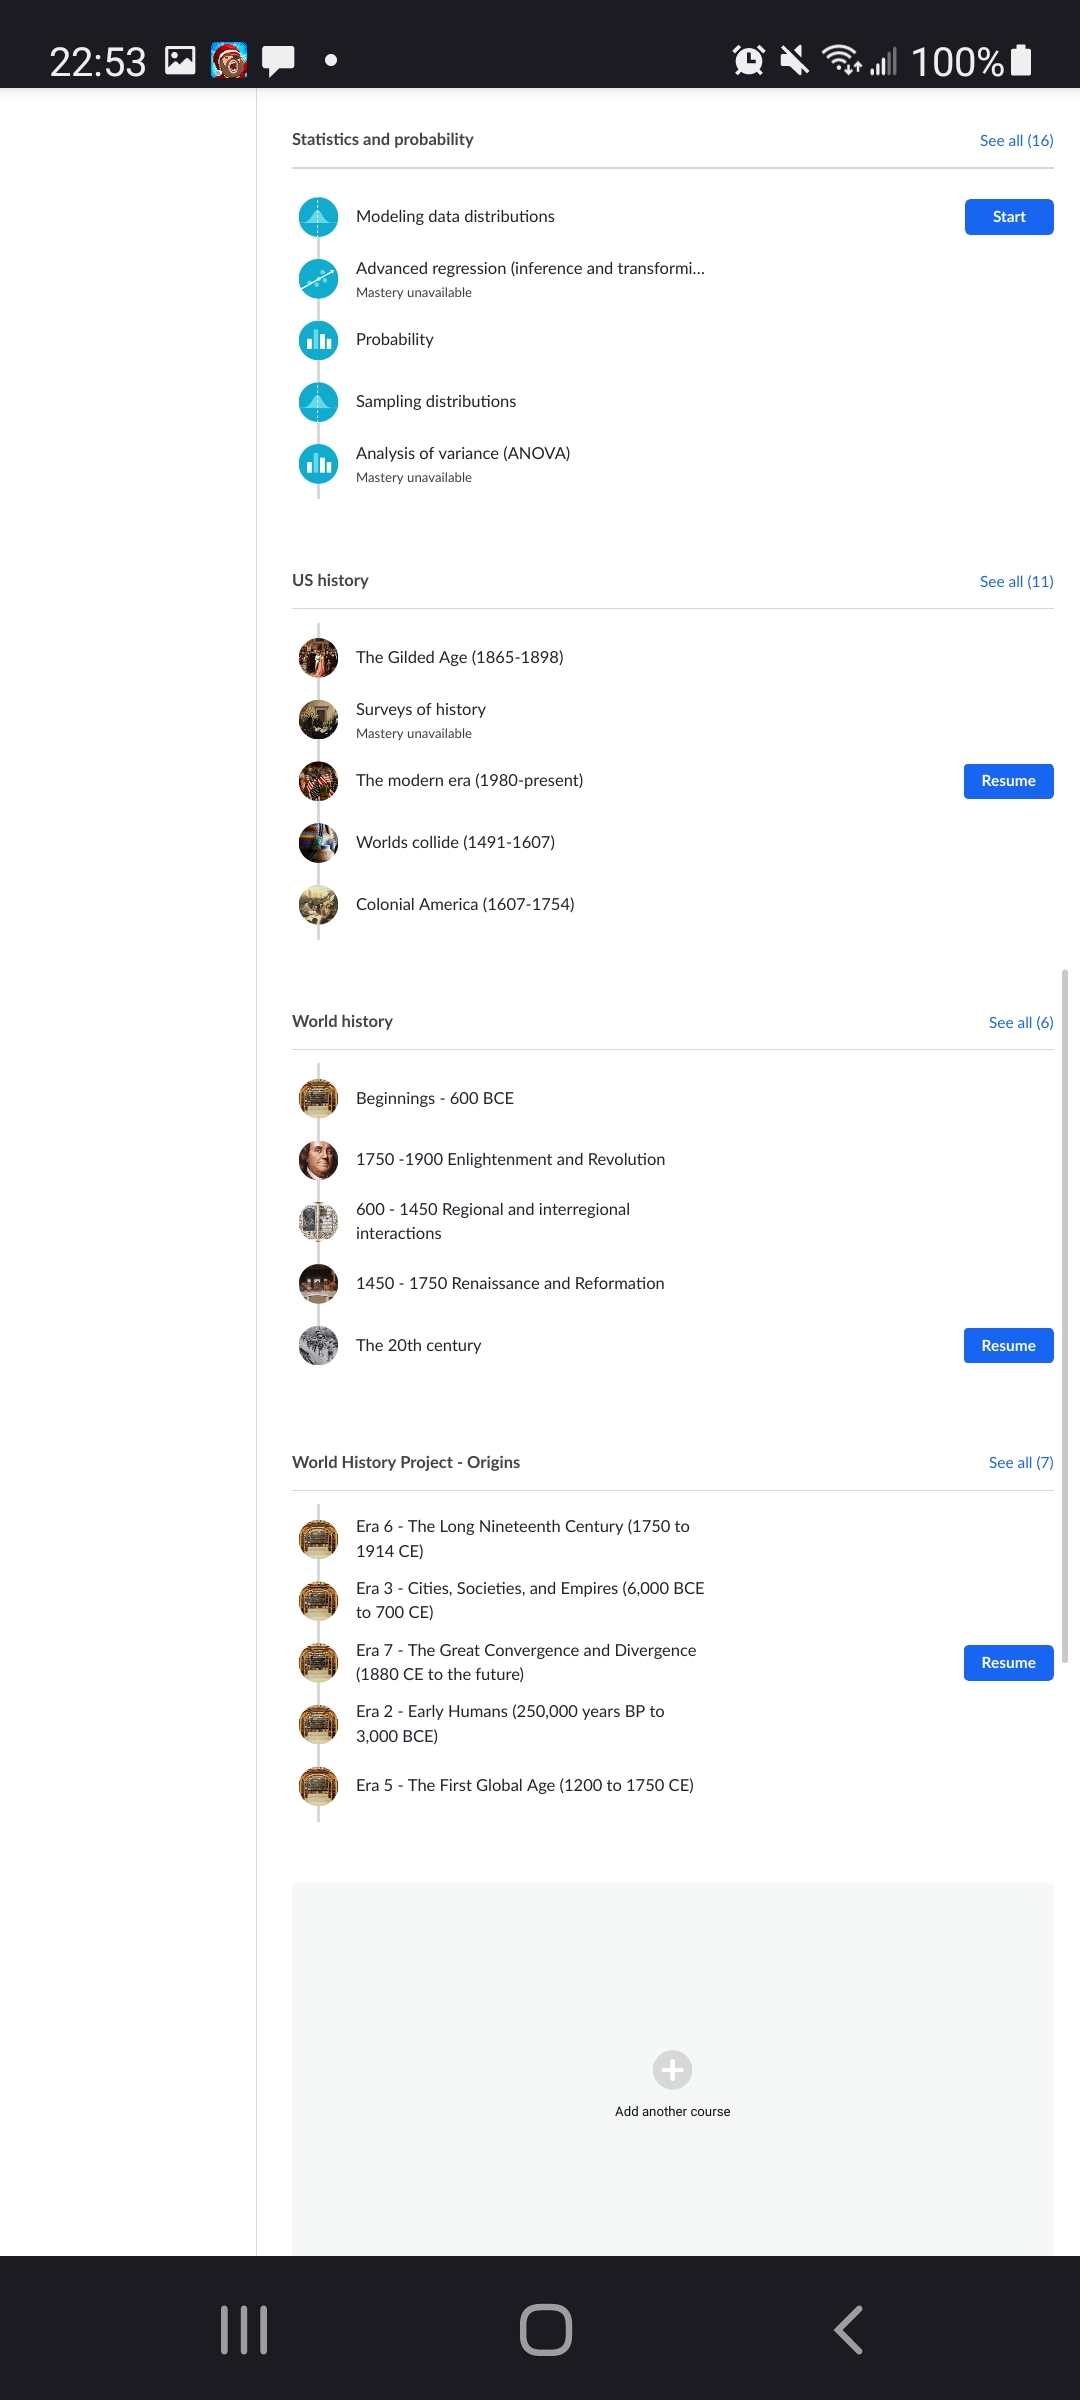 22:53
100%
Statistics and probability
See all (16)
Modeling data distributions
Start
Advanced regression (inference and transformi...
Mastery unavailable
Probability
Sampling distributions
Analysis of variance (ANOVA)
Mastery unavailable
US history
See all (11)
The Gilded Age (1865-1898)
Surveys of history
Mastery unavailable
The modern era (1980-present)
Resume
Worlds collide (1491-1607)
Colonial America (1607-1754)
World history
See all (6)
Beginnings - 600 BCE
1750 -1900 Enlightenment and Revolution
600 - 1450 Regional and interregional
interactions
1450 - 1750 Renaissance and Reformation
The 20th century
Resume
World History Project - Origins
See all (7)
Era 6 - The Long Nineteenth Century (1750 to
1914 CE)
Era 3 - Cities, Societies, and Empires (6,000 BCE
to 700 CE)
Era 7 - The Great Convergence and Divergence
(1880 CE to the future)
Resume
Era 2 - Early Humans (250,000 years BP to
3,000 BCE)
Era 5 - The First Global Age (1200 to 1750 CE)
Add another course